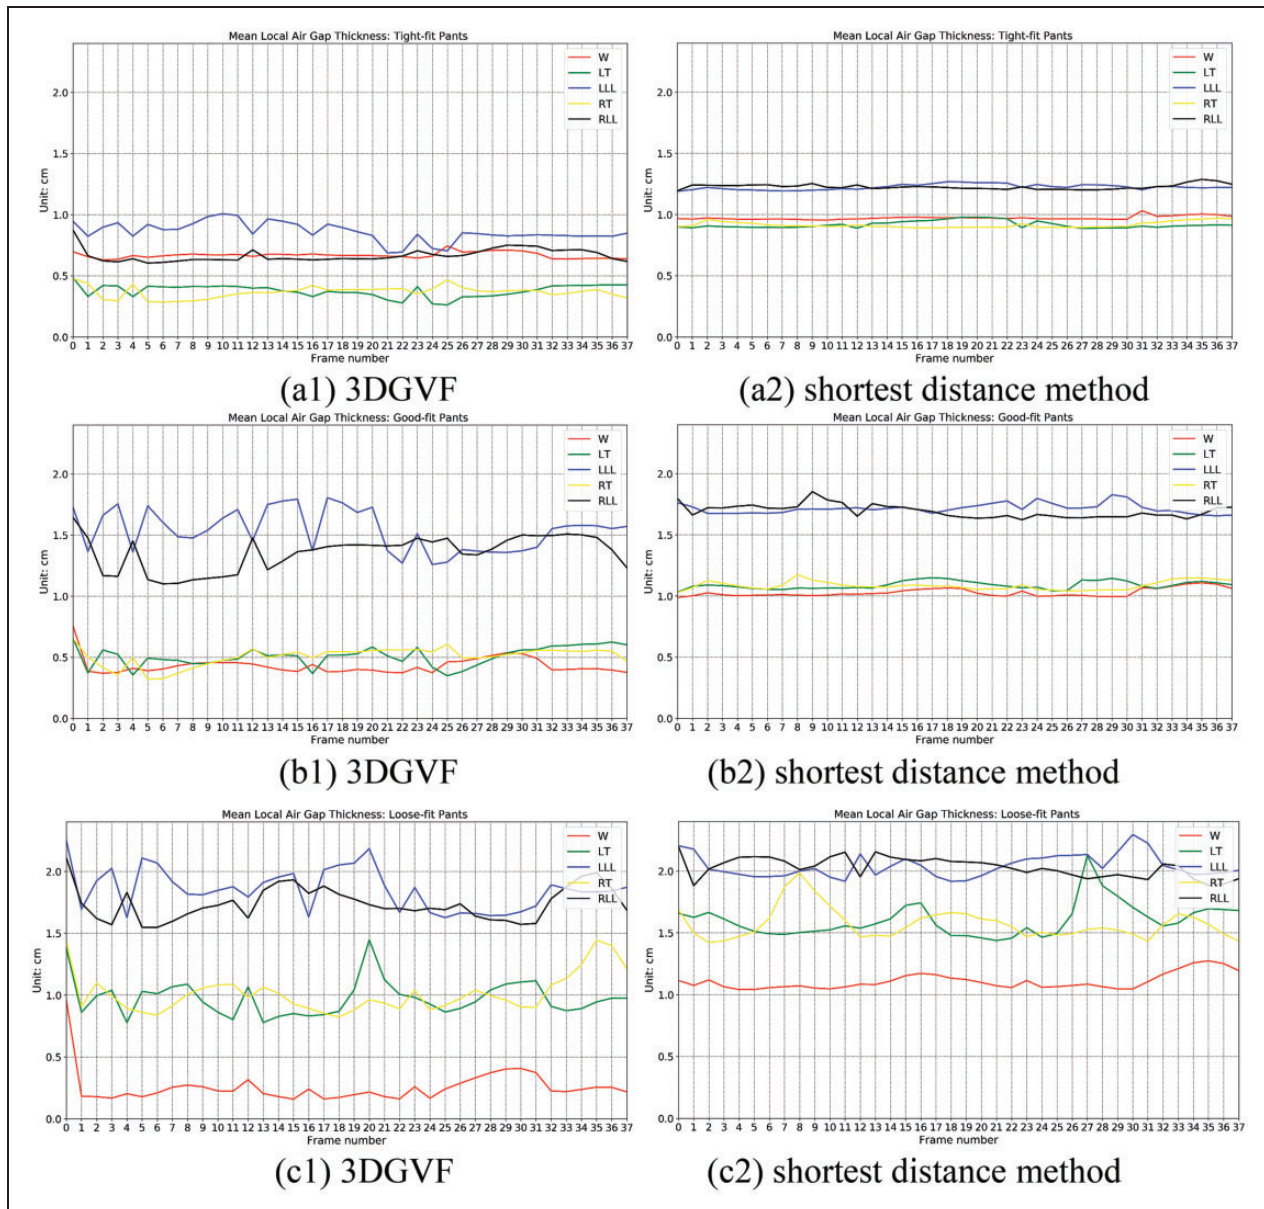 Mean Local Air Gap Thickness: Tight-fit Pants
W
LT
LLL
RT
RLL
Unit: cm
2.0
1.5
1.0
0.5
0.0
0 1 2 3 4 5 6 7 8 9 10 11 12 13 14 15 16 17 18 19 20 21 22 23 24 25 26 27 28 29 30 31 32 33 34 35 36 37
Frame number
(a1) 3DGVF
Mean Local Air Gap Thickness: Tight-fit Pants
W
LT
LLL
RT
RLL
Unit: cm
2.0
1.5
1.0
0.5
0.0
0 1 2 3 4 5 6 7 8 9 10 11 12 13 14 15 16 17 18 19 20 21 22 23 24 25 26 27 28 29 30 31 32 33 34 35 36 37
Frame number
(a2) shortest distance method
Mean Local Air Gap Thickness: Good-fit Pants
W
LT
LLL
RT
RLL
Unit: cm
2.0
1.5
1.0
0.5
0.0
0 1 2 3 4 5 6 7 8 9 10 11 12 13 14 15 16 17 18 19 20 21 22 23 24 25 26 27 28 29 30 31 32 33 34 35 36 37
Frame number
(b1) 3DGVF
Mean Local Air Gap Thickness: Good-fit Pants
W
LT
LLL
RT
RLL
Unit: cm
2.0
1.5
1.0
0.5
0.0
0 1 2 3 4 5 6 7 8 9 10 11 12 13 14 15 16 17 18 19 20 21 22 23 24 25 26 27 28 29 30 31 32 33 34 35 36 37
Frame number
(b2) shortest distance method
Mean Local Air Gap Thickness: Loose-fit Pants
W
LT
LLL
RT
RLL
Unit: cm
2.0
1.5
1.0
0.5
0.0
0 1 2 3 4 5 6 7 8 9 10 11 12 13 14 15 16 17 18 19 20 21 22 23 24 25 26 27 28 29 30 31 32 33 34 35 36 37
Frame number
(c1) 3DGVF
Mean Local Air Gap Thickness: Loose-fit Pants
W
LT
LLL
RT
RLL
Unit: cm
2.0
1.5
1.0
0.5
0.0
0 1 2 3 4 5 6 7 8 9 10 11 12 13 14 15 16 17 18 19 20 21 22 23 24 25 26 27 28 29 30 31 32 33 34 35 36 37
Frame number
(c2) shortest distance method